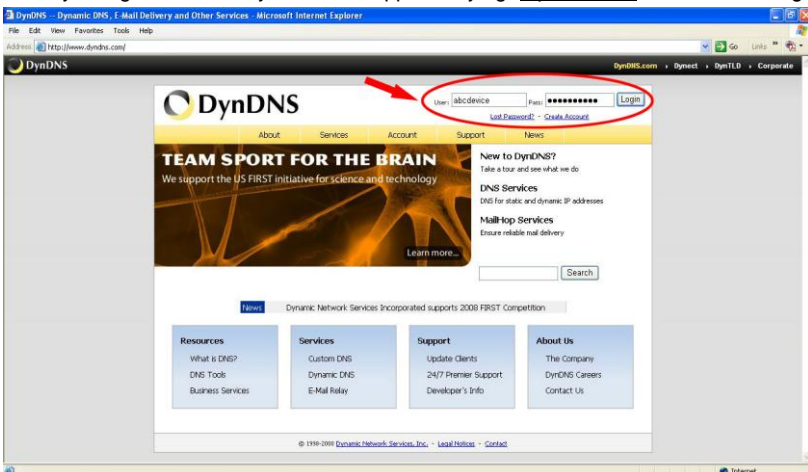 DynDNS -- Dynamic DNS, E-Mail Delivery and Other Services - Microsoft Internet Explorer
File Edit View Favorites Tools Help
Address http://www.dyndns.com/ Go Links »
DynDNS DynDNS.com › Dynect › DynTLD › Corporate
DynDNS User: abcdevice Pass: ●●●●●●●●●● Login
Lost Password? - Create Account
About Services Account Support News
TEAM SPORT FOR THE BRAIN
We support the US FIRST initiative for science and technology
Learn more...
New to DynDNS?
Take a tour and see what we do
DNS Services
DNS for static and dynamic IP addresses
MailHop Services
Ensure reliable mail delivery
Search
News Dynamic Network Services Incorporated supports 2008 FIRST Competition
Resources
What is DNS?
DNS Tools
Business Services
Services
Custom DNS
Dynamic DNS
E-Mail Relay
Support
Update Clients
24/7 Premier Support
Developer's Info
About Us
The Company
DynDNS Careers
Contact Us
© 1998-2008 Dynamic Network Services, Inc. - Legal Notices - Contact
Internet